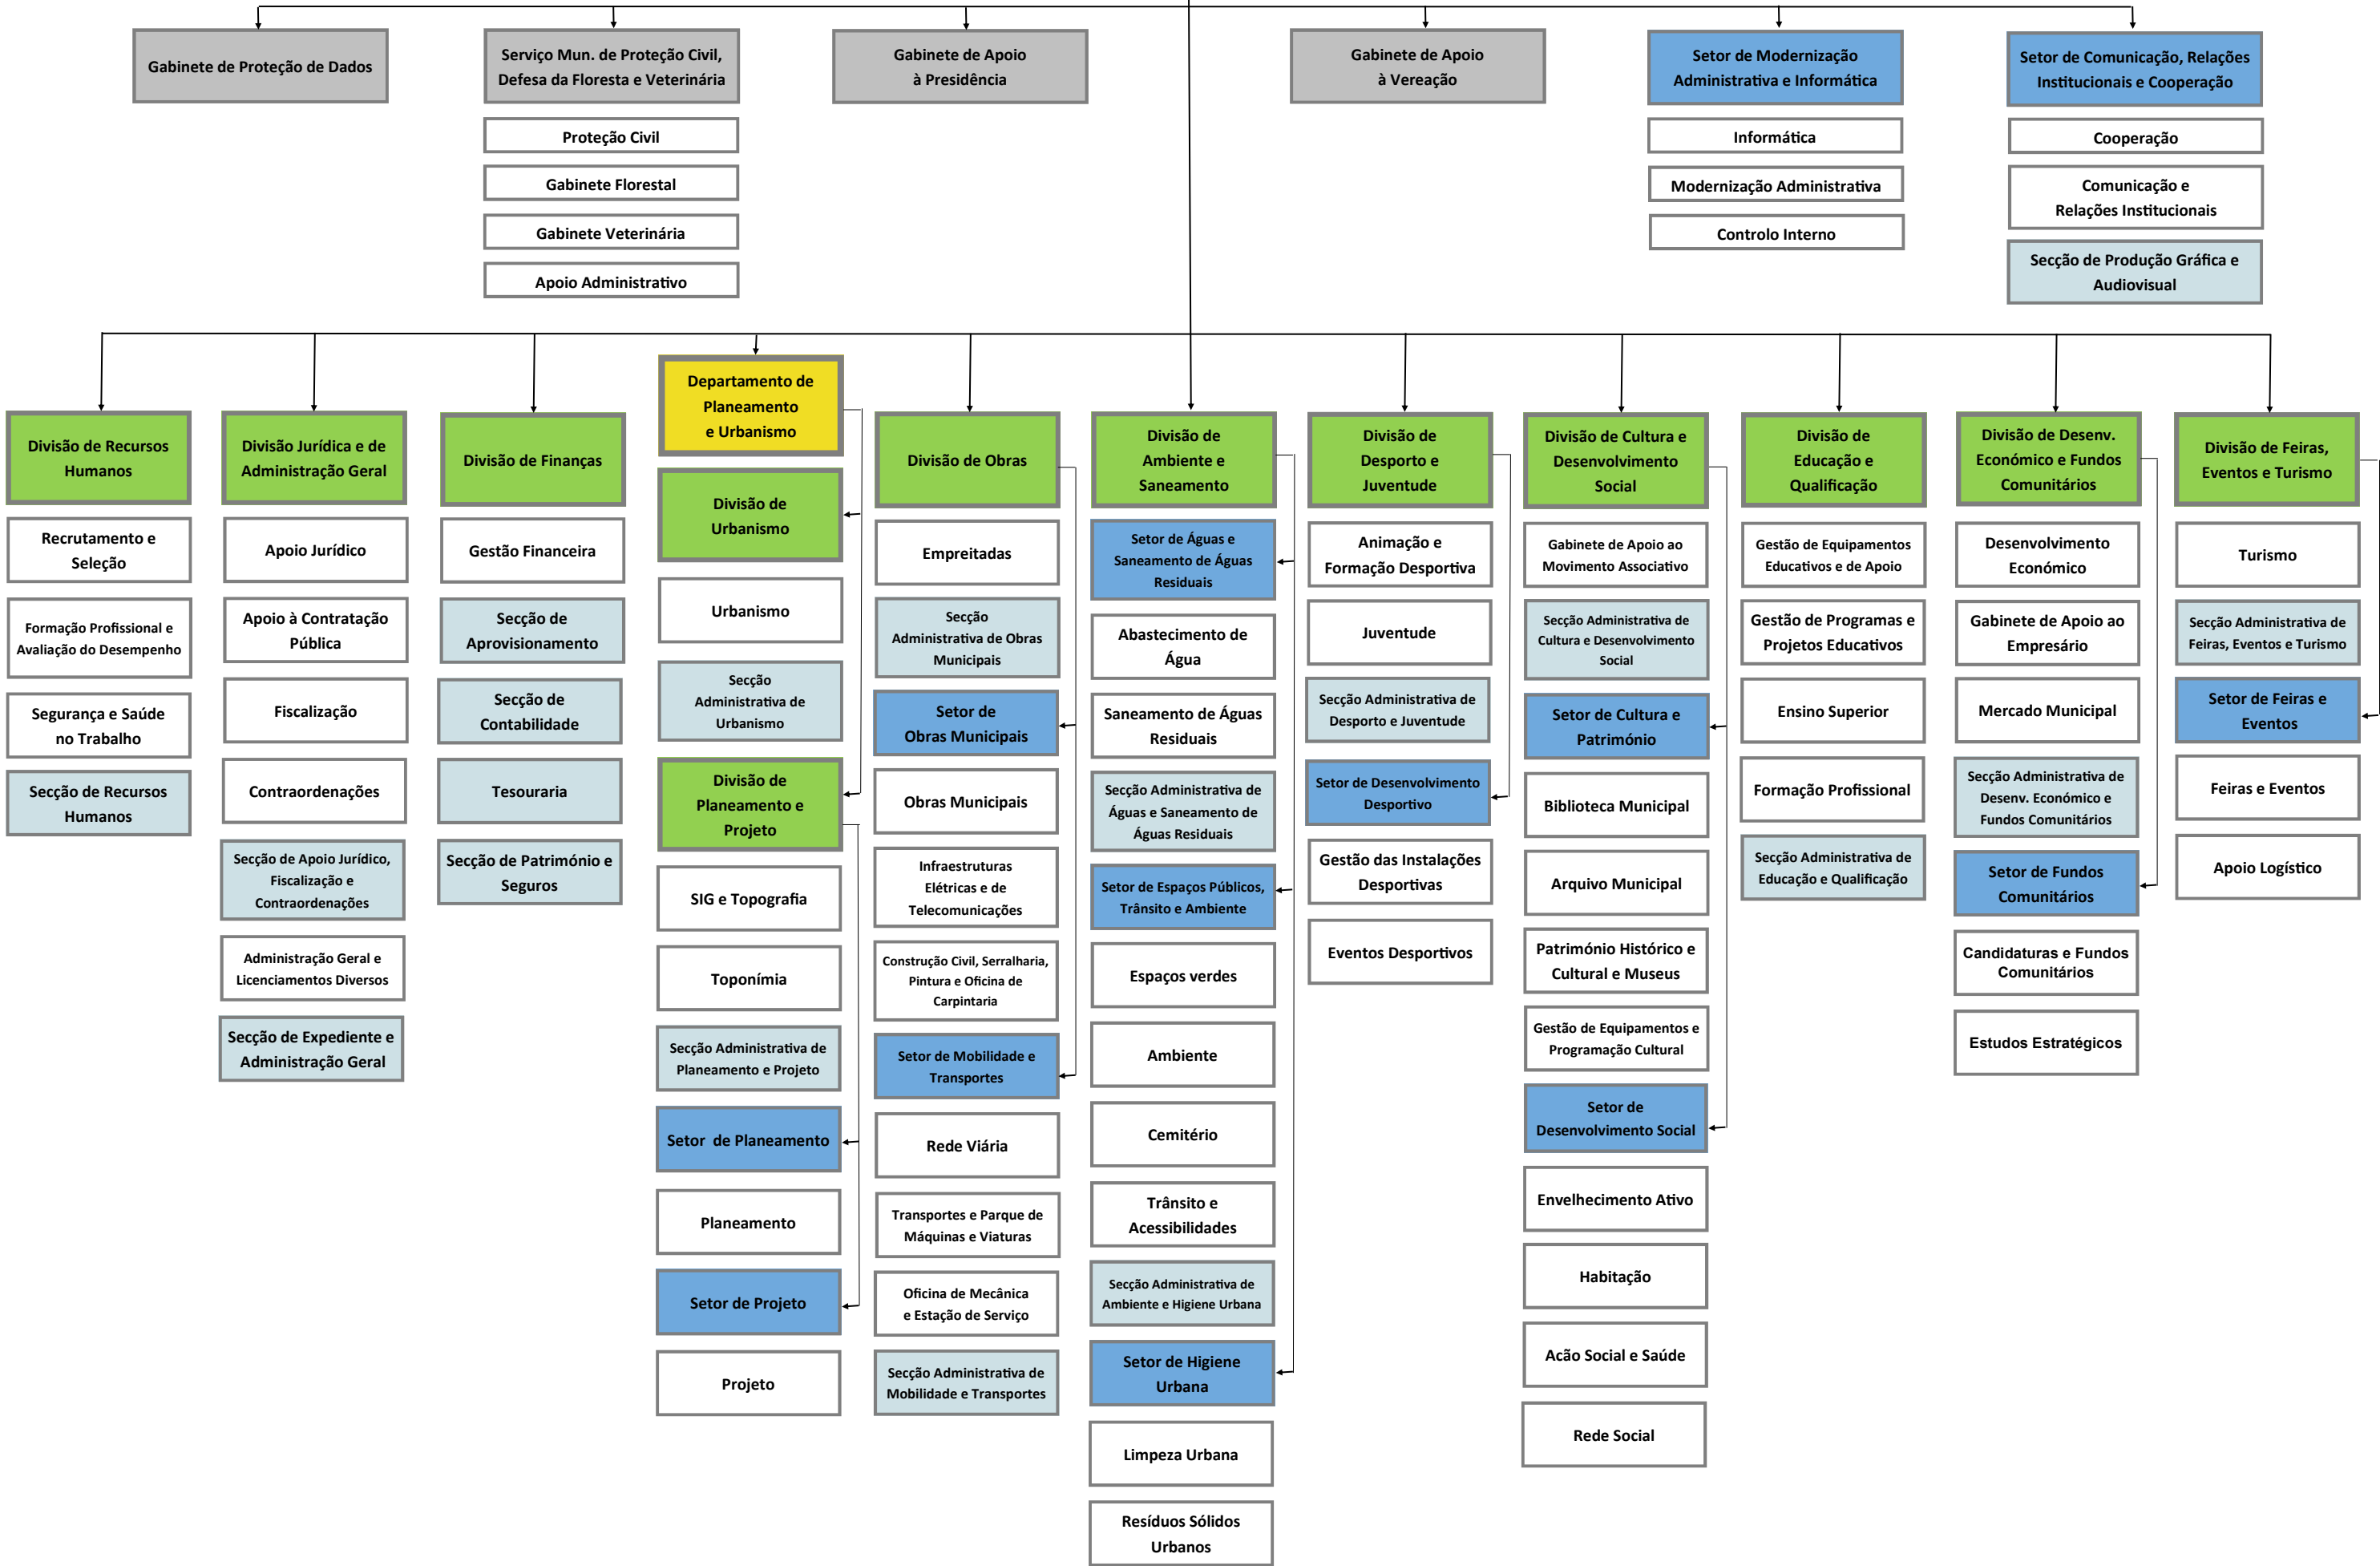 Gabinete de Proteção de Dados
Serviço Mun. de Proteção Civil,
Defesa da Floresta e Veterinária
Proteção Civil
Gabinete Florestal
Gabinete Veterinária
Apoio Administrativo
Gabinete de Apoio
à Presidência
Gabinete de Apoio
à Vereação
Setor de Modernização
Administrativa e Informática
Informática
Modernização Administrativa
Controlo Interno
Setor de Comunicação, Relações
Institucionais e Cooperação
Cooperação
Comunicação e
Relações Institucionais
Secção de Produção Gráfica e
Audiovisual
Divisão de Recursos
Humanos
Recrutamento e
Seleção
Formação Profissional e
Avaliação do Desempenho
Segurança e Saúde
no Trabalho
Secção de Recursos
Humanos
Divisão Jurídica e de
Administração Geral
Apoio Jurídico
Apoio à Contratação
Pública
Fiscalização
Contraordenações
Secção de Apoio Jurídico,
Fiscalização e
Contraordenações
Administração Geral e
Licenciamentos Diversos
Secção de Expediente e
Administração Geral
Divisão de Finanças
Gestão Financeira
Secção de
Aprovisionamento
Secção de
Contabilidade
Tesouraria
Secção de Património e
Seguros
Departamento de
Planeamento
e Urbanismo
Divisão de
Urbanismo
Urbanismo
Secção
Administrativa de
Urbanismo
Divisão de
Planeamento e
Projeto
SIG e Topografia
Toponímia
Secção Administrativa de
Planeamento e Projeto
Setor de Planeamento
Planeamento
Setor de Projeto
Projeto
Divisão de Obras
Empreitadas
Secção
Administrativa de Obras
Municipais
Setor de
Obras Municipais
Obras Municipais
Infraestruturas
Elétricas e de
Telecomunicações
Construção Civil, Serralharia,
Pintura e Oficina de
Carpintaria
Setor de Mobilidade e
Transportes
Rede Viária
Transportes e Parque de
Máquinas e Viaturas
Oficina de Mecânica
e Estação de Serviço
Secção Administrativa de
Mobilidade e Transportes
Divisão de
Ambiente e
Saneamento
Setor de Águas e
Saneamento de Águas
Residuais
Abastecimento de
Água
Saneamento de Águas
Residuais
Secção Administrativa de
Águas e Saneamento de
Águas Residuais
Setor de Espaços Públicos,
Trânsito e Ambiente
Espaços verdes
Ambiente
Cemitério
Trânsito e
Acessibilidades
Secção Administrativa de
Ambiente e Higiene Urbana
Setor de Higiene
Urbana
Limpeza Urbana
Resíduos Sólidos
Urbanos
Divisão de
Desporto e
Juventude
Animação e
Formação Desportiva
Juventude
Secção Administrativa de
Desporto e Juventude
Setor de Desenvolvimento
Desportivo
Gestão das Instalações
Desportivas
Eventos Desportivos
Divisão de Cultura e
Desenvolvimento
Social
Gabinete de Apoio ao
Movimento Associativo
Secção Administrativa de
Cultura e Desenvolvimento
Social
Setor de Cultura e
Património
Biblioteca Municipal
Arquivo Municipal
Património Histórico e
Cultural e Museus
Gestão de Equipamentos e
Programação Cultural
Setor de
Desenvolvimento Social
Envelhecimento Ativo
Habitação
Acão Social e Saúde
Rede Social
Divisão de
Educação e
Qualificação
Gestão de Equipamentos
Educativos e de Apoio
Gestão de Programas e
Projetos Educativos
Ensino Superior
Formação Profissional
Secção Administrativa de
Educação e Qualificação
Divisão de Desenv.
Económico e Fundos
Comunitários
Desenvolvimento
Económico
Gabinete de Apoio ao
Empresário
Mercado Municipal
Secção Administrativa de
Desenv. Económico e
Fundos Comunitários
Setor de Fundos
Comunitários
Candidaturas e Fundos
Comunitários
Estudos Estratégicos
Divisão de Feiras,
Eventos e Turismo
Turismo
Secção Administrativa de
Feiras, Eventos e Turismo
Setor de Feiras e
Eventos
Feiras e Eventos
Apoio Logístico